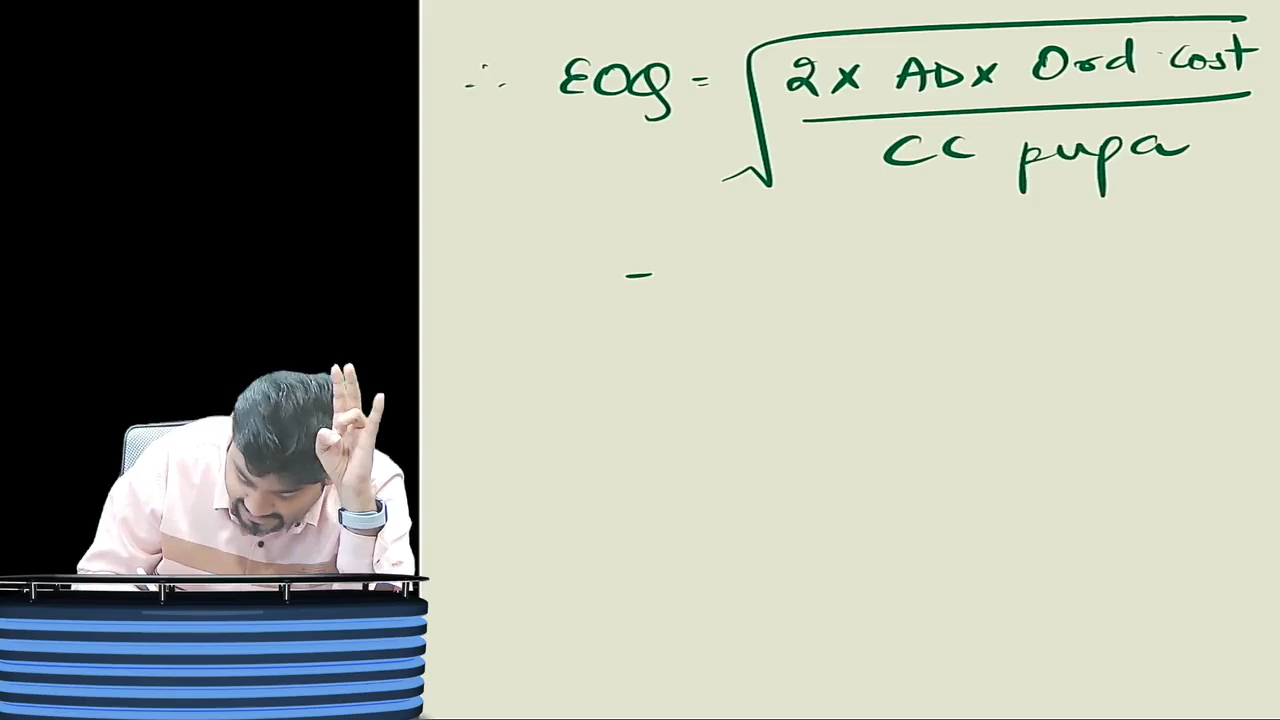 ∴ EOQ = √ 2 x AD x Ord cost
CC pupa
-